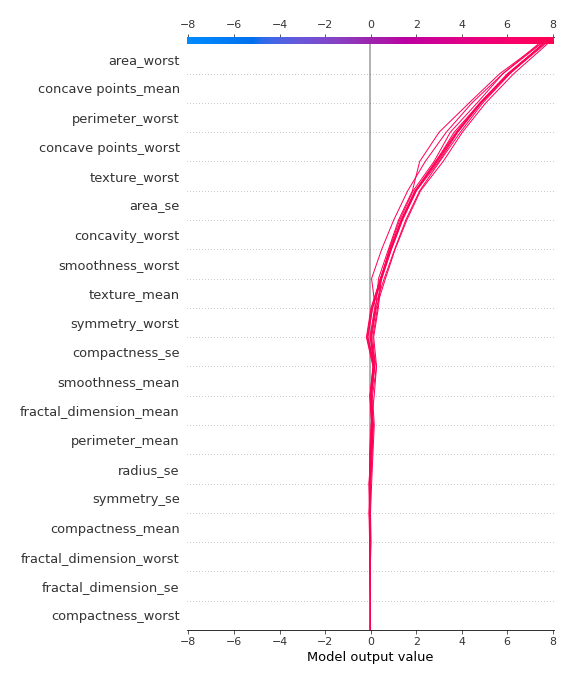 −8 −6 −4 −2 0 2 4 6 8
area_worst
concave points_mean
perimeter_worst
concave points_worst
texture_worst
area_se
concavity_worst
smoothness_worst
texture_mean
symmetry_worst
compactness_se
smoothness_mean
fractal_dimension_mean
perimeter_mean
radius_se
symmetry_se
compactness_mean
fractal_dimension_worst
fractal_dimension_se
compactness_worst
−8 −6 −4 −2 0 2 4 6 8
Model output value